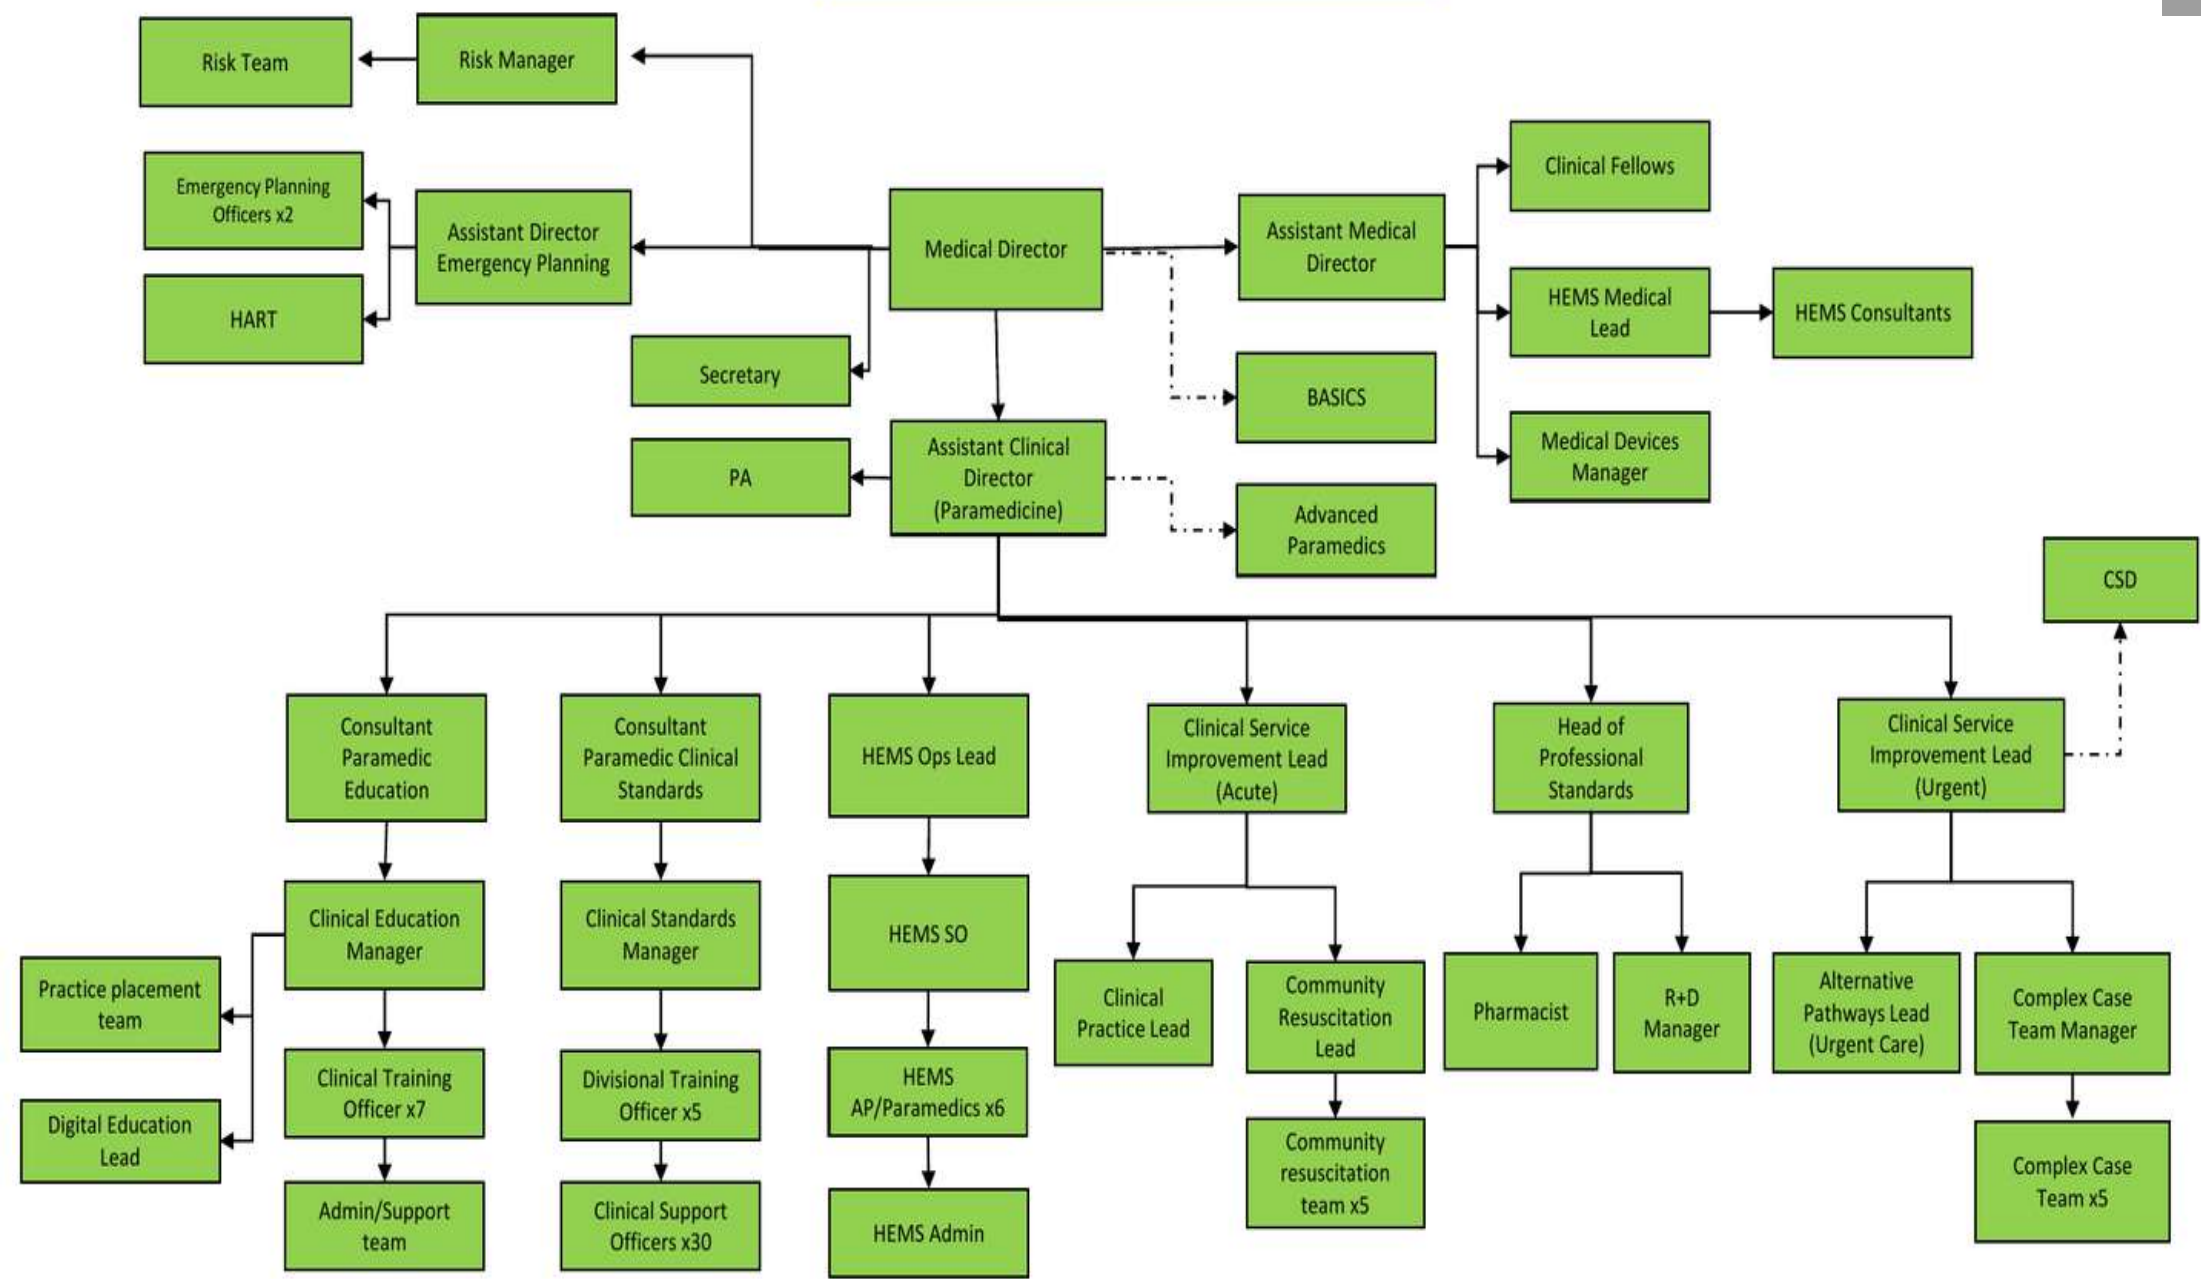 Risk Team
Risk Manager
Emergency Planning
Officers x2
HART
Assistant Director
Emergency Planning
Medical Director
Assistant Medical
Director
Clinical Fellows
HEMS Medical
Lead
HEMS Consultants
Medical Devices
Manager
Secretary
BASICS
PA
Assistant Clinical
Director
(Paramedicine)
Advanced
Paramedics
CSD
Consultant
Paramedic
Education
Consultant
Paramedic Clinical
Standards
HEMS Ops Lead
Clinical Service
Improvement Lead
(Acute)
Head of
Professional
Standards
Clinical Service
Improvement Lead
(Urgent)
Clinical Education
Manager
Clinical Standards
Manager
HEMS SO
Practice placement
team
Clinical
Practice Lead
Community
Resuscitation
Lead
Pharmacist
R+D
Manager
Alternative
Pathways Lead
(Urgent Care)
Complex Case
Team Manager
Digital Education
Lead
Clinical Training
Officer x7
Divisional Training
Officer x5
HEMS
AP/Paramedics x6
Community
resuscitation
team x5
Complex Case
Team x5
Admin/Support
team
Clinical Support
Officers x30
HEMS Admin